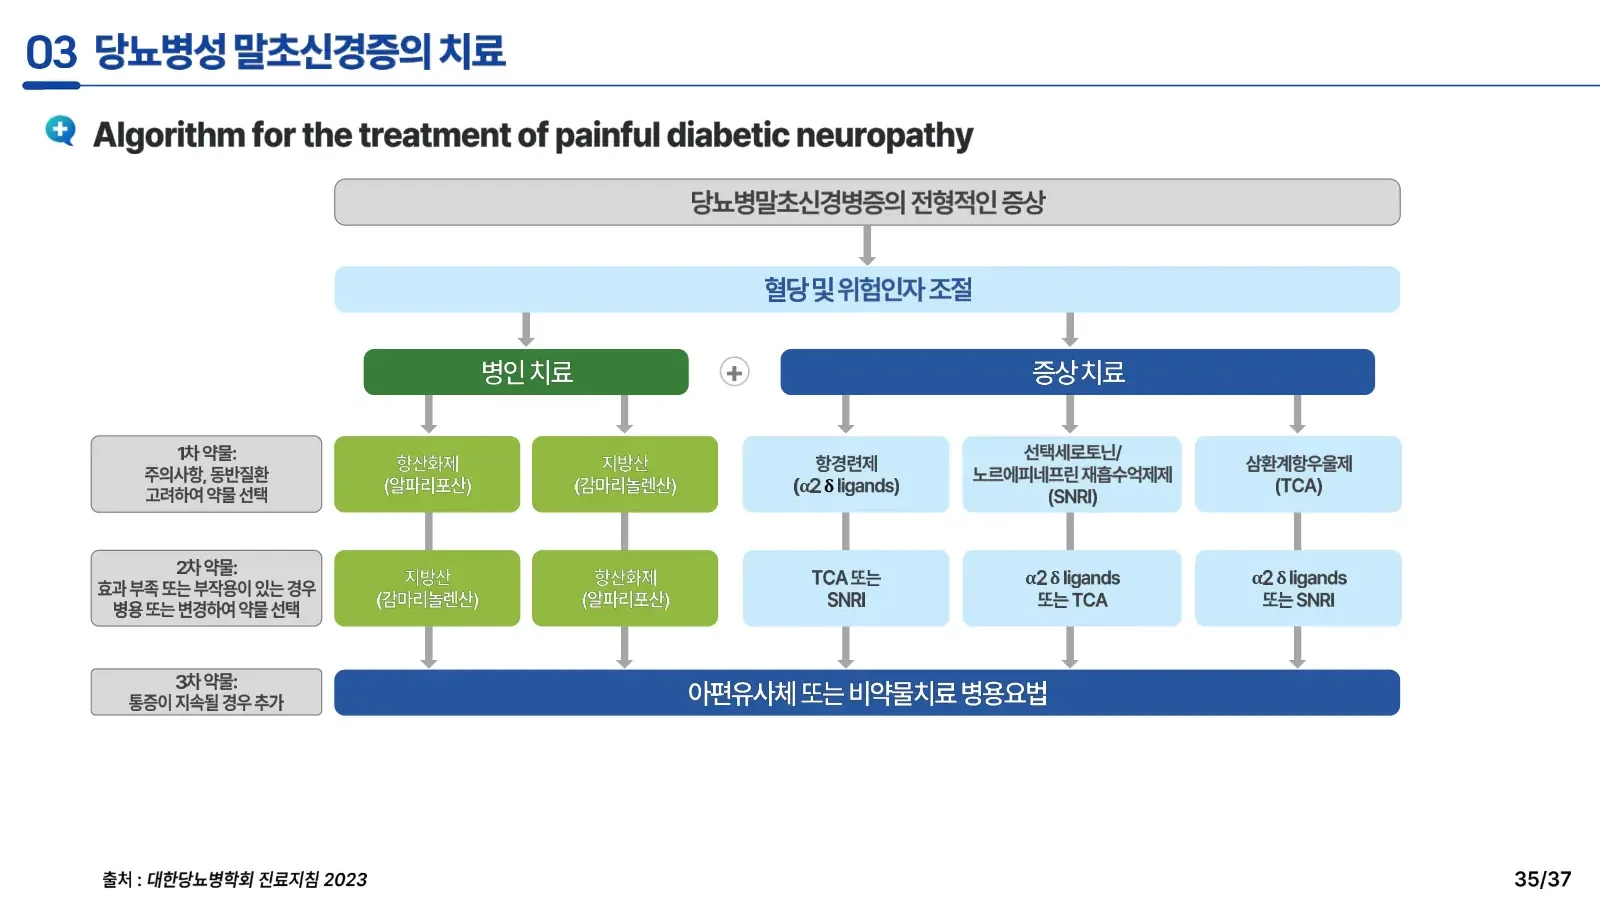 03 당뇨병성 말초신경증의 치료
Algorithm for the treatment of painful diabetic neuropathy
당뇨병말초신경병증의 전형적인 증상
혈당 및 위험인자 조절
병인 치료
증상 치료
1차 약물:
주의사항, 동반질환
고려하여 약물 선택
항산화제
(알파리포산)
지방산
(감마리놀렌산)
항경련제
(α2 δ ligands)
선택세로토닌/
노르에피네프린 재흡수억제제
(SNRI)
삼환계항우울제
(TCA)
2차 약물:
효과 부족 또는 부작용이 있는 경우
병용 또는 변경하여 약물 선택
지방산
(감마리놀렌산)
항산화제
(알파리포산)
TCA 또는
SNRI
α2 δ ligands
또는 TCA
α2 δ ligands
또는 SNRI
3차 약물:
통증이 지속될 경우 추가
아편유사체 또는 비약물치료 병용요법
출처 : 대한당뇨병학회 진료지침 2023
35/37